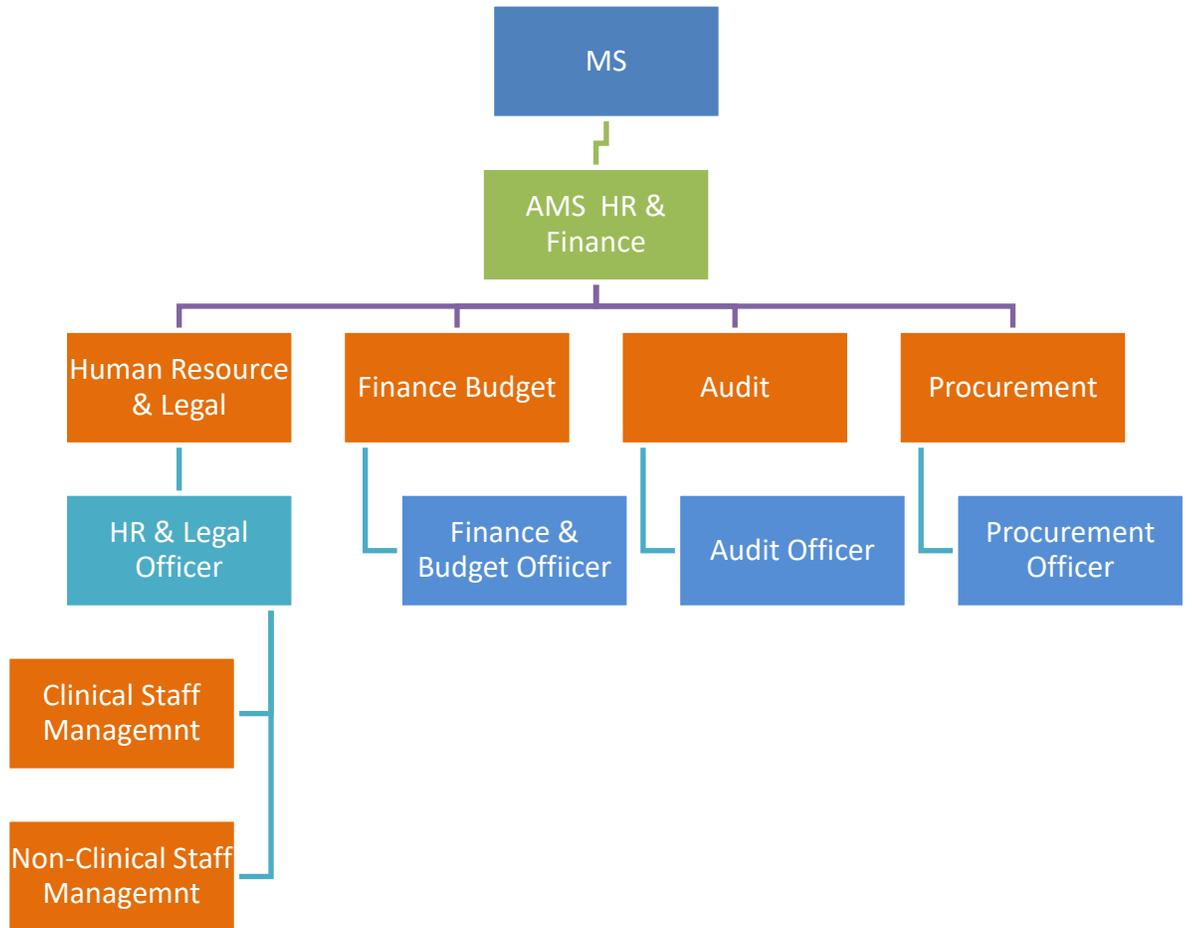 MS
AMS  HR &
Finance
Human Resource
& Legal
Finance Budget
Audit
Procurement
HR & Legal
Officer
Finance &
Budget Offiicer
Audit Officer
Procurement
Officer
Clinical Staff
Managemnt
Non-Clinical Staff
Managemnt